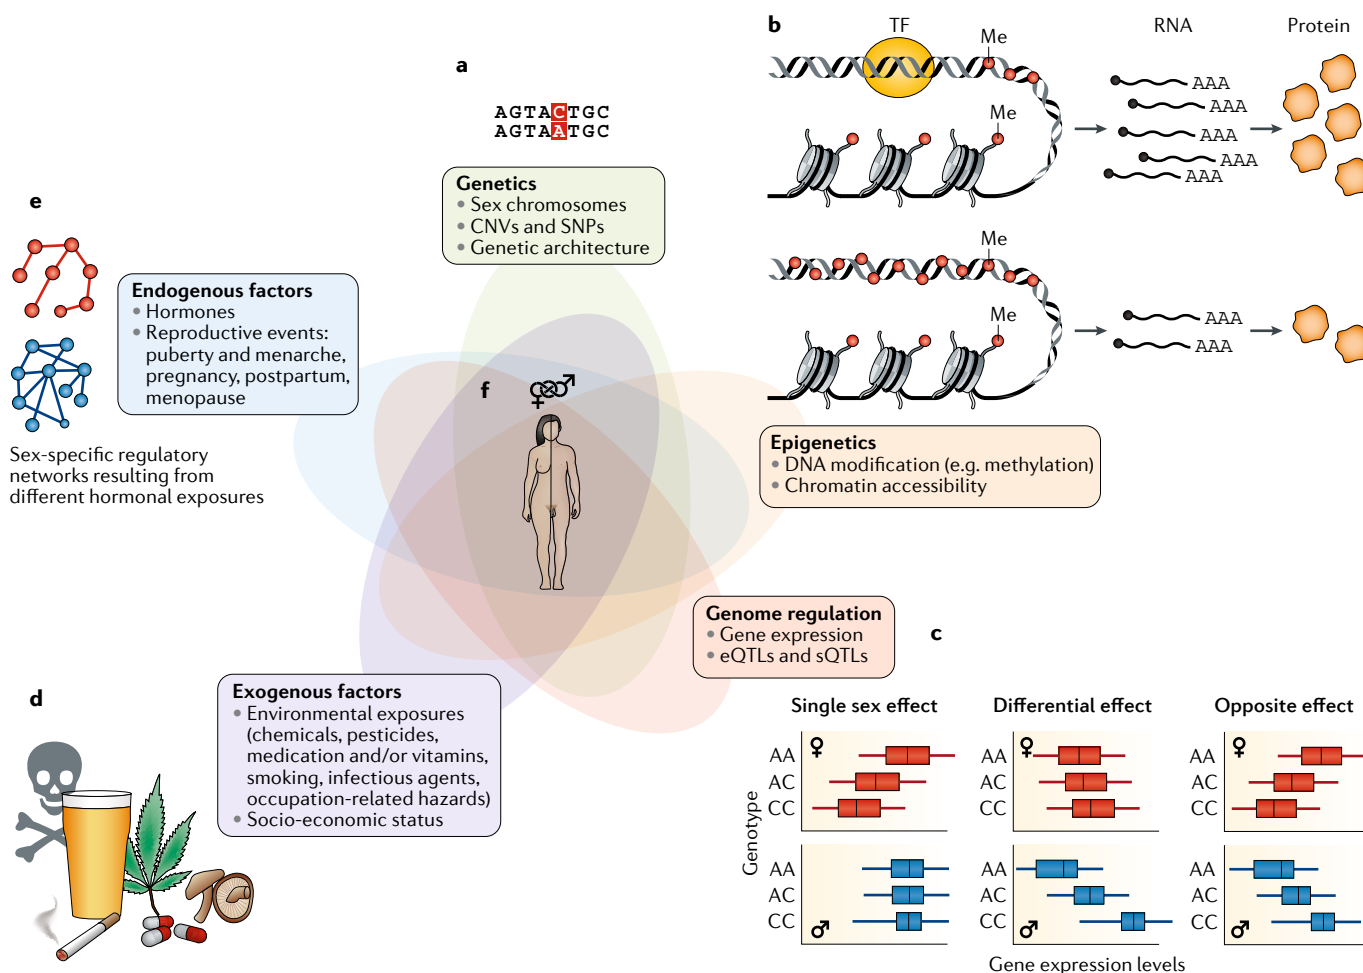 a
AGTACTGC
AGTAATGC
Genetics
• Sex chromosomes
• CNVs and SNPs
• Genetic architecture
b
TF
Me
RNA
Protein
AAA
AAA
Me
AAA
AAA
AAA
Me
Me
AAA
AAA
Epigenetics
• DNA modification (e.g. methylation)
• Chromatin accessibility
e
Endogenous factors
• Hormones
• Reproductive events:
puberty and menarche,
pregnancy, postpartum,
menopause
Sex-specific regulatory
networks resulting from
different hormonal exposures
f
Genome regulation
• Gene expression
• eQTLs and sQTLs
c
Single sex effect
Differential effect
Opposite effect
Genotype
♀
AA
AC
CC
♀
AA
AC
CC
♀
AA
AC
CC
AA
AC
CC
♂
AA
AC
CC
♂
AA
AC
CC
♂
Gene expression levels
d
Exogenous factors
• Environmental exposures
(chemicals, pesticides,
medication and/or vitamins,
smoking, infectious agents,
occupation-related hazards)
• Socio-economic status